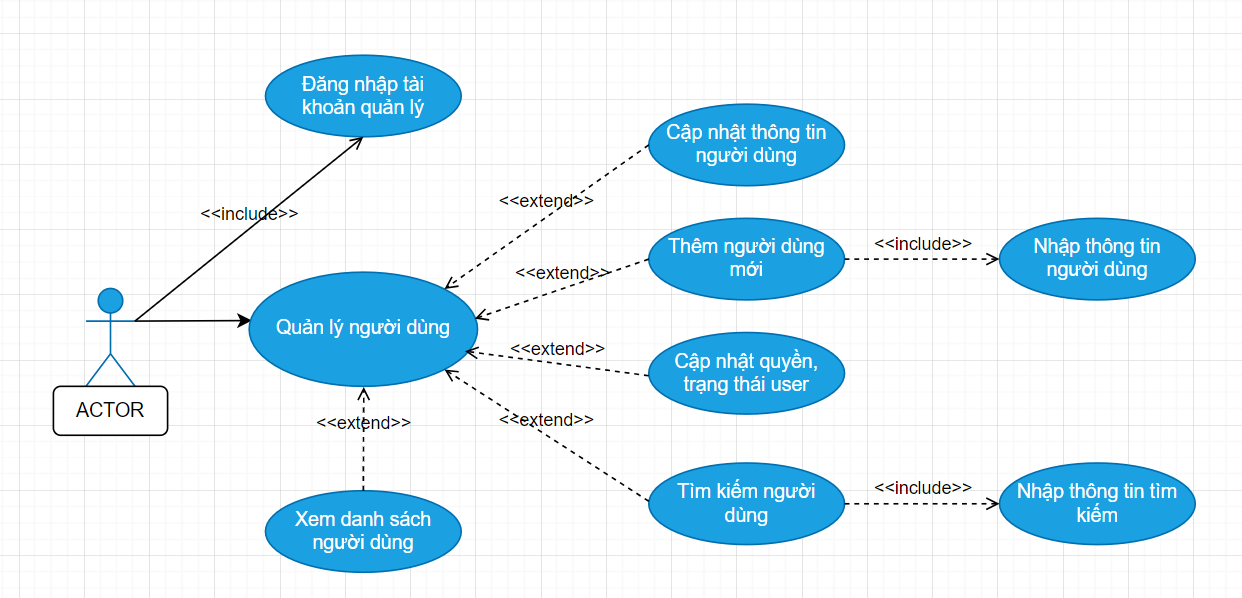 Đăng nhập tài
khoản quản lý
<<include>>
ACTOR
Quản lý người dùng
<<extend>>
Xem danh sách
người dùng
<<extend>>
Cập nhật thông tin
người dùng
<<extend>>
Thêm người dùng
mới
<<include>>
Nhập thông tin
người dùng
<<extend>>
Cập nhật quyền,
trạng thái user
<<extend>>
Tìm kiếm người
dùng
<<include>>
Nhập thông tin tìm
kiếm